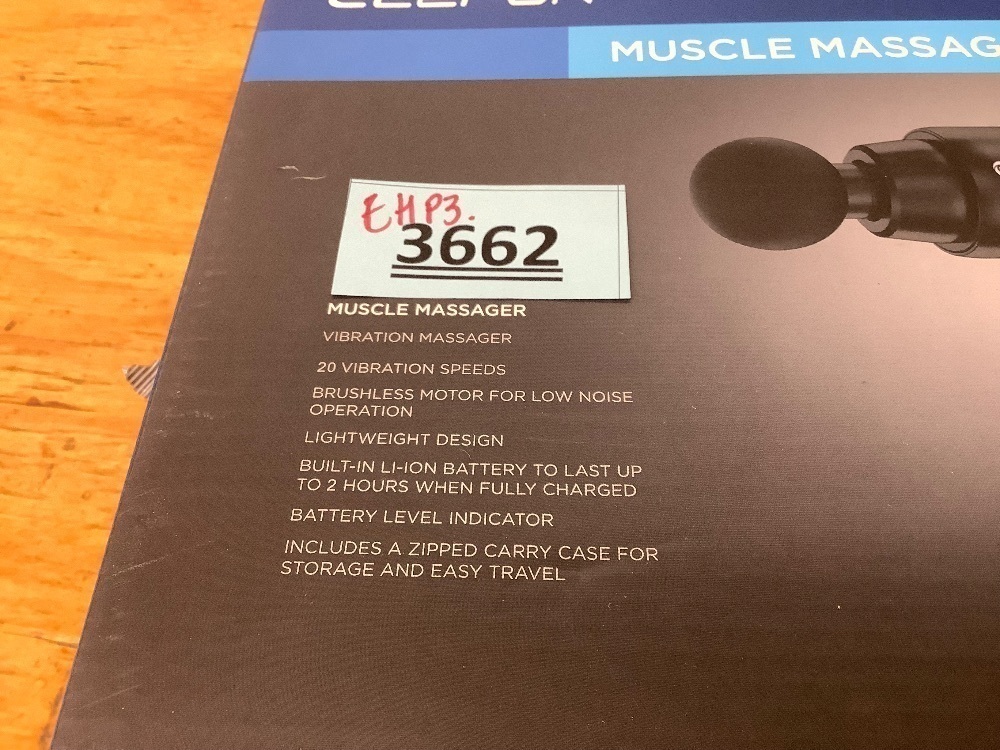 MUSCLE MASSAG
EHP3.
3662
MUSCLE MASSAGER
VIBRATION MASSAGER
20 VIBRATION SPEEDS
BRUSHLESS MOTOR FOR LOW NOISE
OPERATION
LIGHTWEIGHT DESIGN
BUILT-IN LI-ION BATTERY TO LAST UP
TO 2 HOURS WHEN FULLY CHARGED
BATTERY LEVEL INDICATOR
INCLUDES A ZIPPED CARRY CASE FOR
STORAGE AND EASY TRAVEL